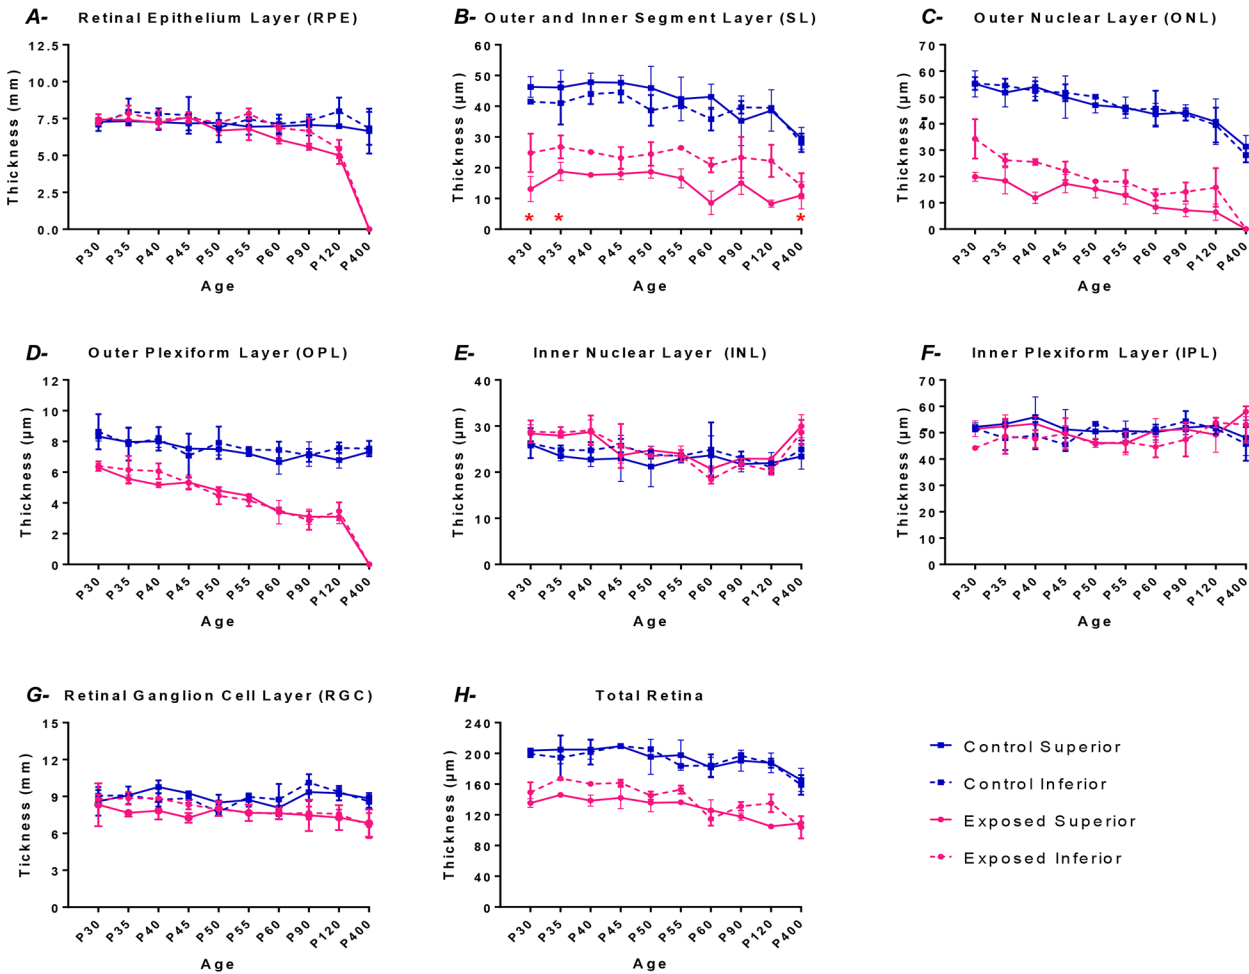 A- Retinal Epithelium Layer (RPE)
Thickness (mm)
12.5
10.0
7.5
5.0
2.5
0.0
P30 P35 P40 P45 P50 P55 P60 P90 P120 P400
Age
B- Outer and Inner Segment Layer (SL)
Thickness (µm)
60
50
40
30
20
10
0
* * *
P30 P35 P40 P45 P50 P55 P60 P90 P120 P400
Age
C- Outer Nuclear Layer (ONL)
Thickness (µm)
70
60
50
40
30
20
10
0
P30 P35 P40 P45 P50 P55 P60 P90 P120 P400
Age
D- Outer Plexiform Layer (OPL)
Thickness (µm)
12
10
8
6
4
2
0
P30 P35 P40 P45 P50 P55 P60 P90 P120 P400
Age
E- Inner Nuclear Layer (INL)
Thickness (µm)
40
30
20
10
0
P30 P35 P40 P45 P50 P55 P60 P90 P120 P400
Age
F- Inner Plexiform Layer (IPL)
Thickness (µm)
70
60
50
40
30
20
10
0
P30 P35 P40 P45 P50 P55 P60 P90 P120 P400
Age
G- Retinal Ganglion Cell Layer (RGC)
Tickness (mm)
15
12
9
6
3
0
P30 P35 P40 P45 P50 P55 P60 P90 P120 P400
Age
H- Total Retina
Thickness (µm)
240
200
160
120
80
40
0
P30 P35 P40 P45 P50 P55 P60 P90 P120 P400
Age
Control Superior
Control Inferior
Exposed Superior
Exposed Inferior